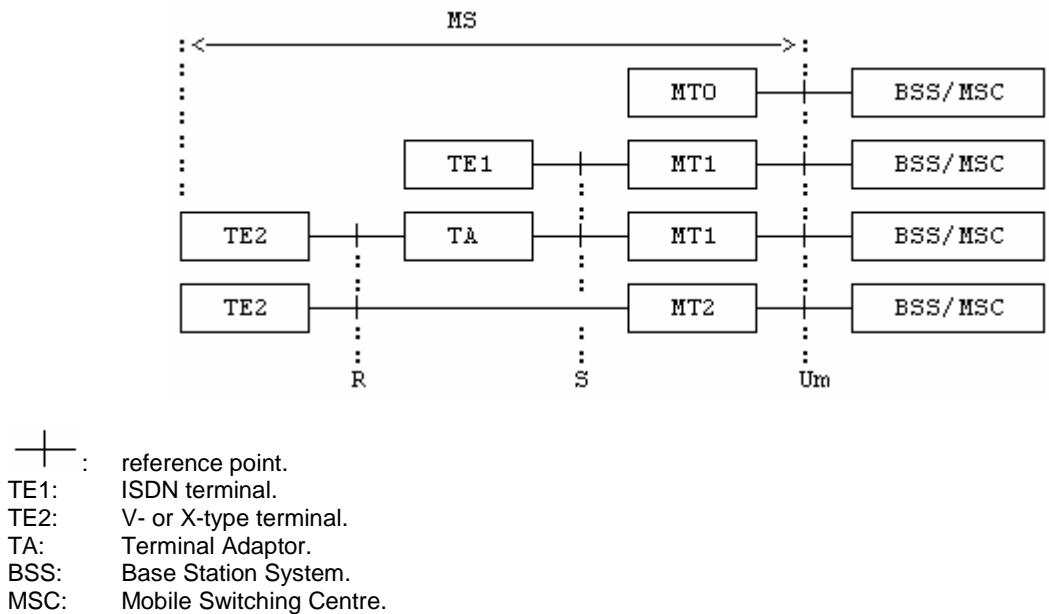 MS
MT0 BSS/MSC
TE1 MT1 BSS/MSC
TE2 TA MT1 BSS/MSC
TE2 MT2 BSS/MSC
R S Um
: reference point.
TE1: ISDN terminal.
TE2: V- or X-type terminal.
TA: Terminal Adaptor.
BSS: Base Station System.
MSC: Mobile Switching Centre.